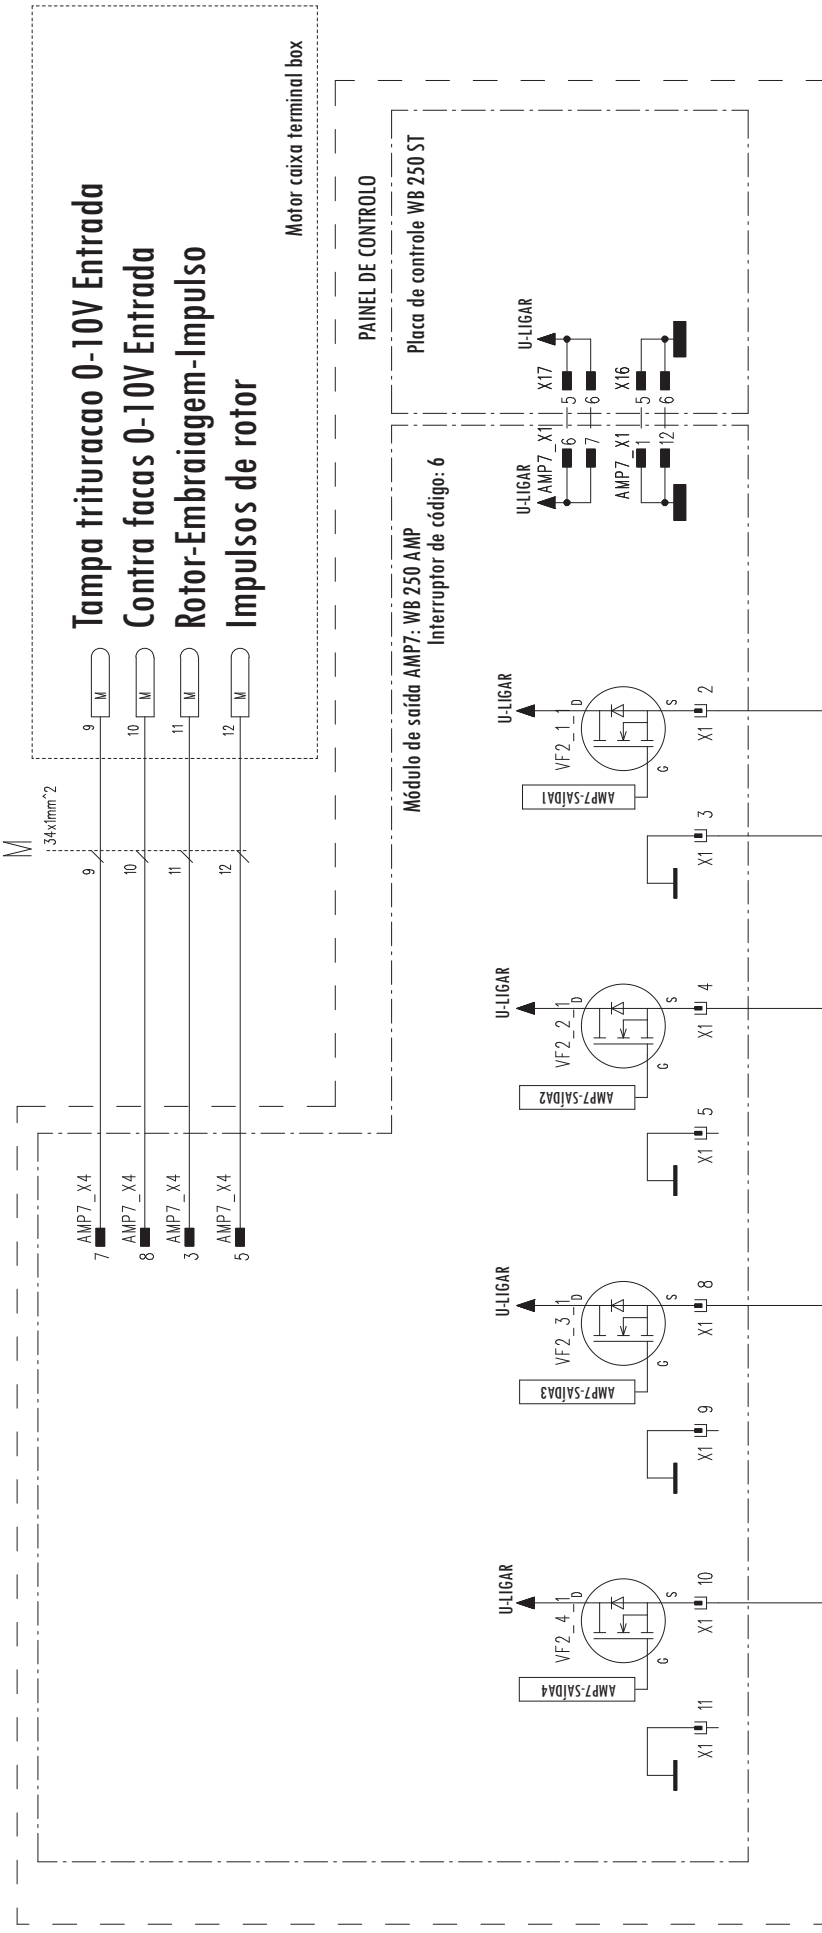 Motor caixa terminal box
Tampa trituracao 0-10V Entrada
Contra facas 0-10V Entrada
Rotor-Embraiagem-Impulso
Impulsos de rotor
M
M
M
M
9
10
11
12
M
34x1mm^2
9
10
11
12
AMP7_X4
7
AMP7_X4
8
AMP7_X4
3
AMP7_X4
5
PAINEL DE CONTROLO
Placa de controle WB 250 ST
U-LIGAR
X17
5
6
X16
5
6
Módulo de saída AMP7: WB 250 AMP
Interruptor de código: 6
U-LIGAR
AMP7_X1
6
7
AMP7_X1
1
12
U-LIGAR
VF2_1_1
D
S
G
AMP7-SAÍDA1
X1
2
X1
3
U-LIGAR
VF2_2_1
D
S
G
AMP7-SAÍDA2
X1
4
X1
5
U-LIGAR
VF2_3_1
D
S
G
AMP7-SAÍDA3
X1
8
X1
9
U-LIGAR
VF2_4_1
D
S
G
AMP7-SAÍDA4
X1
10
X1
11